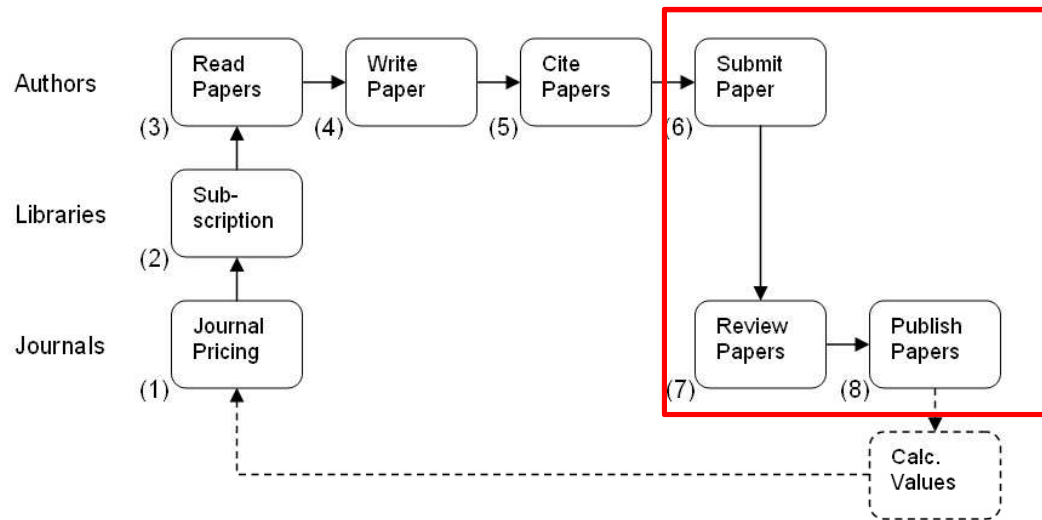 Authors
Read
Papers
(3)
Write
Paper
(4)
Cite
Papers
(5)
Submit
Paper
(6)
Libraries
Sub-
scription
(2)
Journals
Journal
Pricing
(1)
Review
Papers
(7)
Publish
Papers
(8)
Calc.
Values